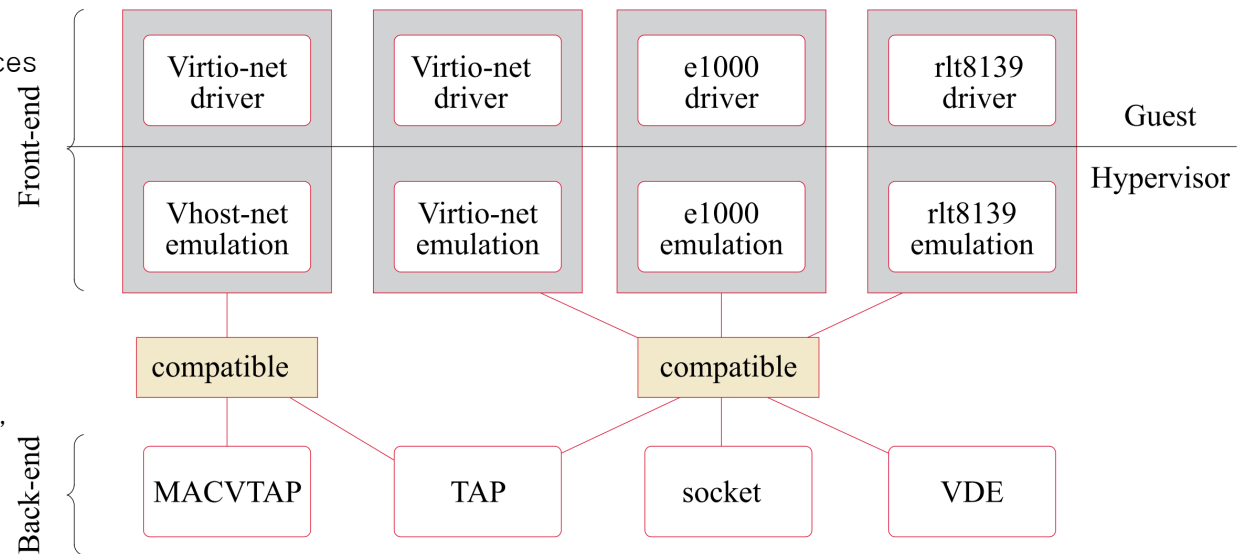 ces
Front-end
Virtio-net
driver
Virtio-net
driver
e1000
driver
rlt8139
driver
Guest
Hypervisor
Vhost-net
emulation
Virtio-net
emulation
e1000
emulation
rlt8139
emulation
compatible
compatible
,
Back-end
MACVTAP
TAP
socket
VDE